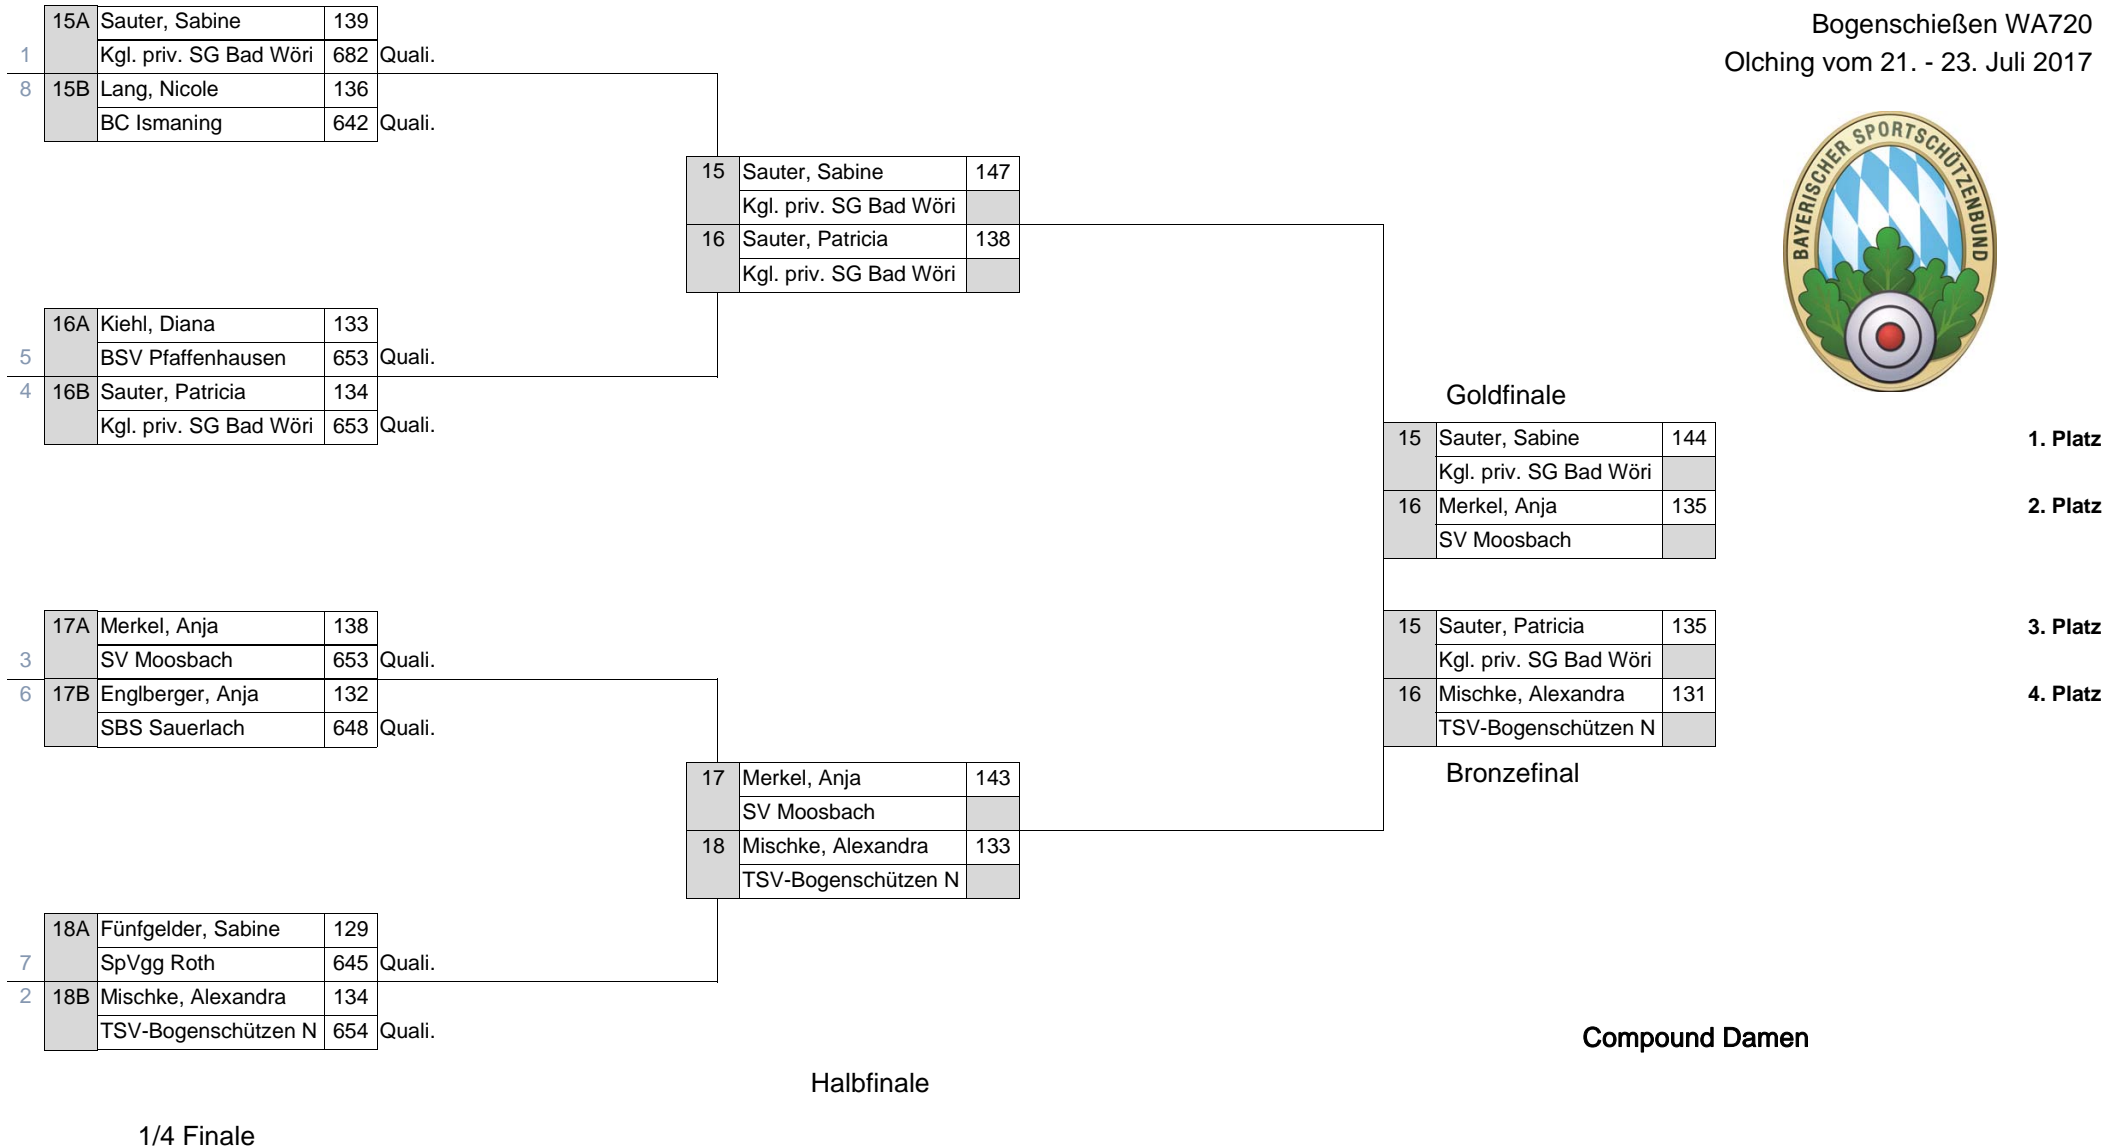 Bogenschießen WA720
Olching vom 21. - 23. Juli 2017
BAYERISCHER SPORTSCHÜTZENBUND
15A Sauter, Sabine 139
1 Kgl. priv. SG Bad Wöri 682 Quali.
8 15B Lang, Nicole 136
BC Ismaning 642 Quali.
16A Kiehl, Diana 133
5 BSV Pfaffenhausen 653 Quali.
4 16B Sauter, Patricia 134
Kgl. priv. SG Bad Wöri 653 Quali.
17A Merkel, Anja 138
3 SV Moosbach 653 Quali.
6 17B Englberger, Anja 132
SBS Sauerlach 648 Quali.
18A Fünfgelder, Sabine 129
7 SpVgg Roth 645 Quali.
2 18B Mischke, Alexandra 134
TSV-Bogenschützen N 654 Quali.
1/4 Finale
15 Sauter, Sabine 147
Kgl. priv. SG Bad Wöri
16 Sauter, Patricia 138
Kgl. priv. SG Bad Wöri
17 Merkel, Anja 143
SV Moosbach
18 Mischke, Alexandra 133
TSV-Bogenschützen N
Halbfinale
Goldfinale
15 Sauter, Sabine 144 1. Platz
Kgl. priv. SG Bad Wöri
16 Merkel, Anja 135 2. Platz
SV Moosbach
15 Sauter, Patricia 135 3. Platz
Kgl. priv. SG Bad Wöri
16 Mischke, Alexandra 131 4. Platz
TSV-Bogenschützen N
Bronzefinal
Compound Damen